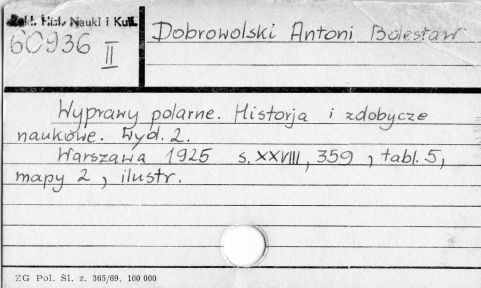 Zakł. Hist. Nauki i Kult.
60936 II
Dobrowolski Antoni Bolesław
Wyprawy polarne. Historja i zdobycze
naukowe. Wyd. 2.
Warszawa 1925 s. XXVIII, 359, tabl. 5,
mapy 2, ilustr.
ZG Pol. Śl. z. 365/69, 100 000